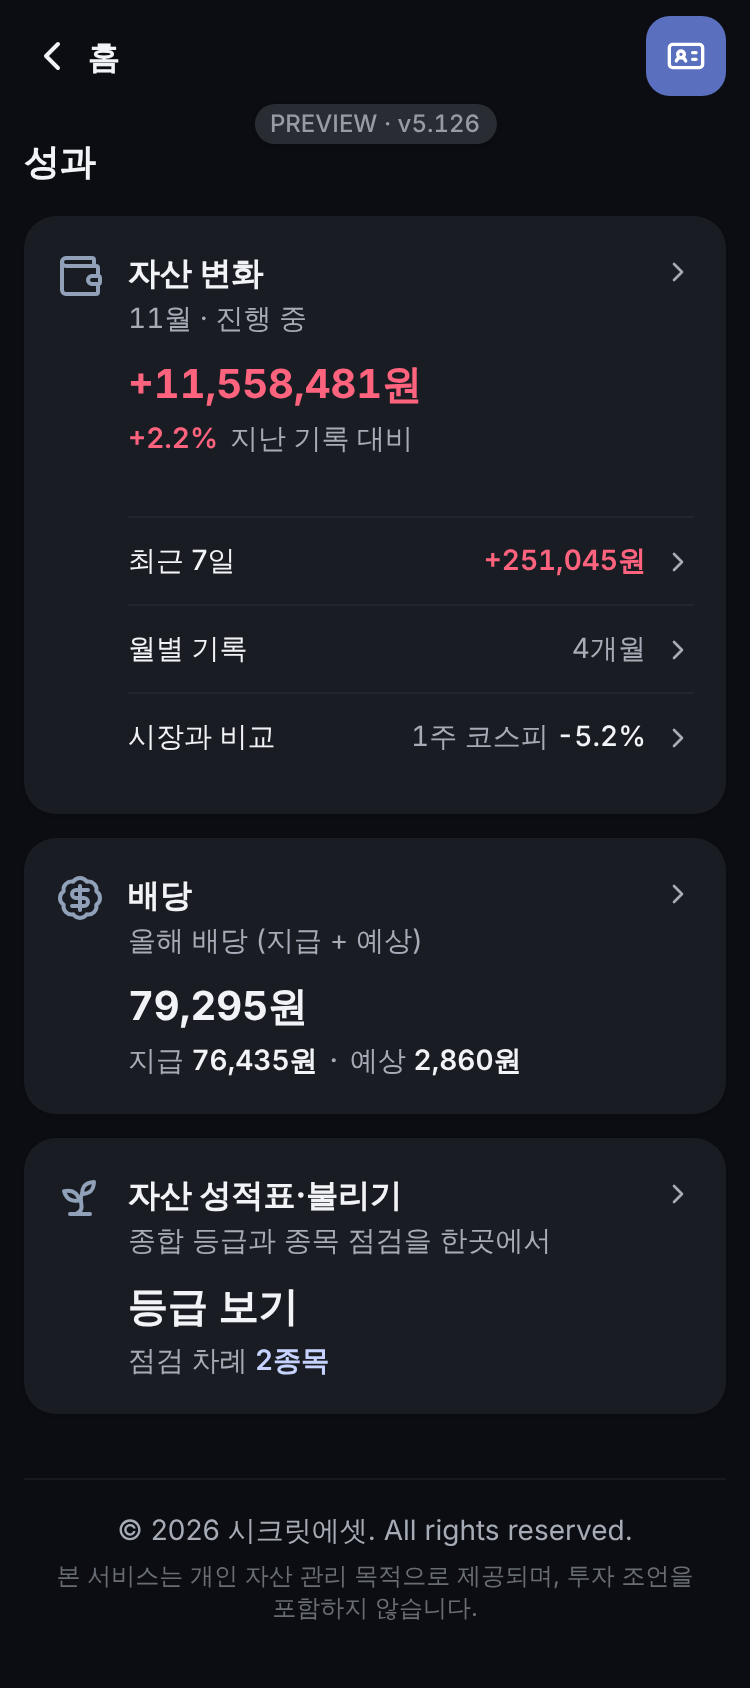 홈
PREVIEW · v5.126
성과
자산 변화
11월 · 진행 중
+11,558,481원
+2.2% 지난 기록 대비
최근 7일 +251,045원
월별 기록 4개월
시장과 비교 1주 코스피 -5.2%
배당
올해 배당 (지급 + 예상)
79,295원
지급 76,435원 · 예상 2,860원
자산 성적표·불리기
종합 등급과 종목 점검을 한곳에서
등급 보기
점검 차례 2종목
© 2026 시크릿에셋. All rights reserved.
본 서비스는 개인 자산 관리 목적으로 제공되며, 투자 조언을
포함하지 않습니다.